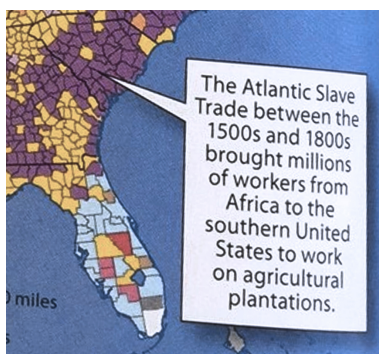 The Atlantic Slave
Trade between the
1500s and 1800s
brought millions
of workers from
Africa to the
southern United
States to work
on agricultural
plantations.
miles